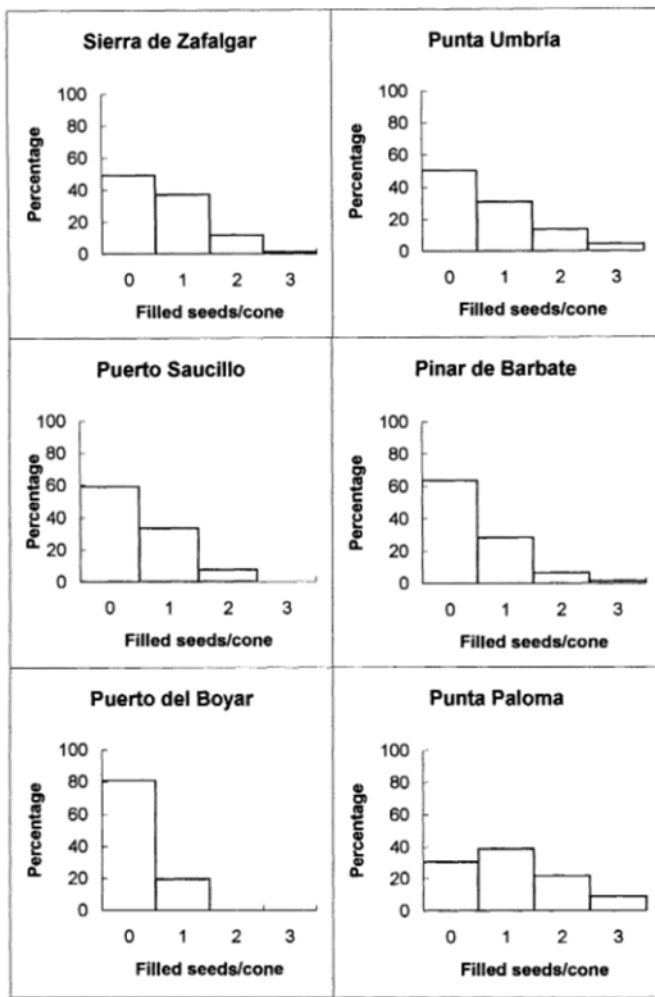 Sierra de Zafalgar
Percentage
100
80
60
40
20
0
0 1 2 3
Filled seeds/cone
Punta Umbría
Percentage
100
80
60
40
20
0
0 1 2 3
Filled seeds/cone
Puerto Saucillo
Percentage
100
80
60
40
20
0
0 1 2 3
Filled seeds/cone
Pinar de Barbate
Percentage
100
80
60
40
20
0
0 1 2 3
Filled seeds/cone
Puerto del Boyar
Percentage
100
80
60
40
20
0
0 1 2 3
Filled seeds/cone
Punta Paloma
Percentage
100
80
60
40
20
0
0 1 2 3
Filled seeds/cone